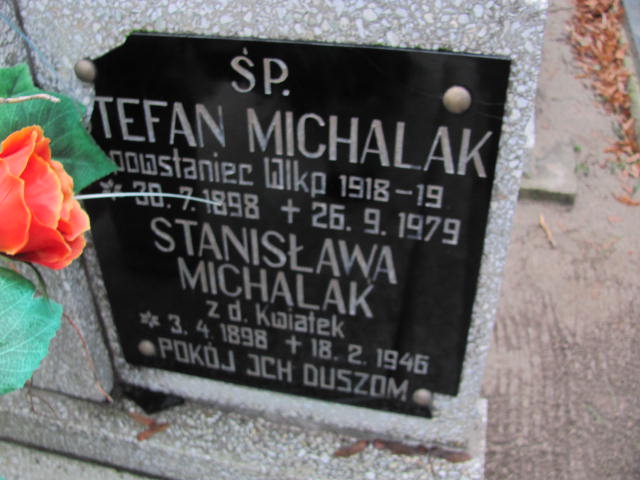 ŚP.
STEFAN MICHALAK
powstaniec Wlkp 1918-19
* 30.7.1898 + 26.9.1979
STANISŁAWA
MICHALAK
z d. Kwiatek
* 3.4.1898 + 18.2.1946
POKÓJ JCH DUSZOM